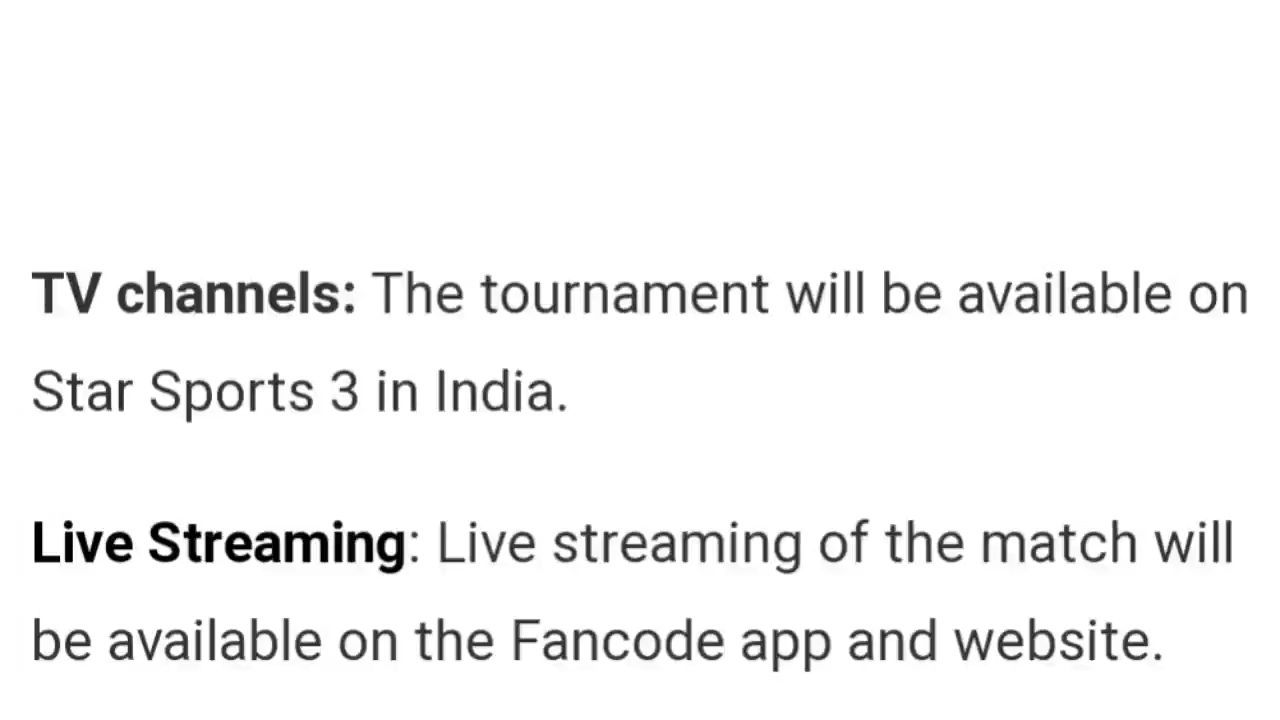 TV channels: The tournament will be available on
Star Sports 3 in India.
Live Streaming: Live streaming of the match will
be available on the Fancode app and website.